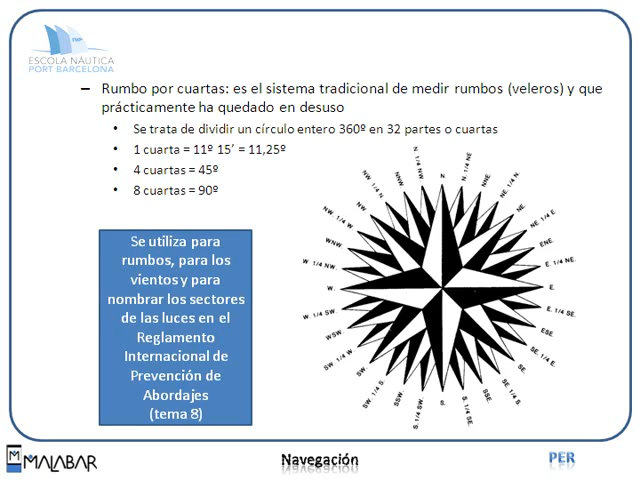 ESCOLA NÁUTICA
PORT BARCELONA
– Rumbo por cuartas: es el sistema tradicional de medir rumbos (veleros) y que
prácticamente ha quedado en desuso
• Se trata de dividir un círculo entero 360º en 32 partes o cuartas
• 1 cuarta = 11º 15’ = 11,25º
• 4 cuartas = 45º
• 8 cuartas = 90º
Se utiliza para
rumbos, para los
vientos y para
nombrar los sectores
de las luces en el
Reglamento
Internacional de
Prevención de
Abordajes
(tema 8)
N.
N. 1/4 NE.
NNE.
NE. 1/4 N.
NE.
NE. 1/4 E.
ENE.
E. 1/4 NE.
E.
E. 1/4 SE.
ESE.
SE. 1/4 E.
SE.
SE. 1/4 S.
SSE.
S. 1/4 SE.
S. 1/4 SW.
SSW.
SW. 1/4 S.
SW.
SW. 1/4 W.
WSW.
W. 1/4 SW.
W.
W. 1/4 NW.
WNW.
NW. 1/4 W.
NW.
NW. 1/4 N.
NNW.
N. 1/4 NW.
MALABAR
Navegación
PER